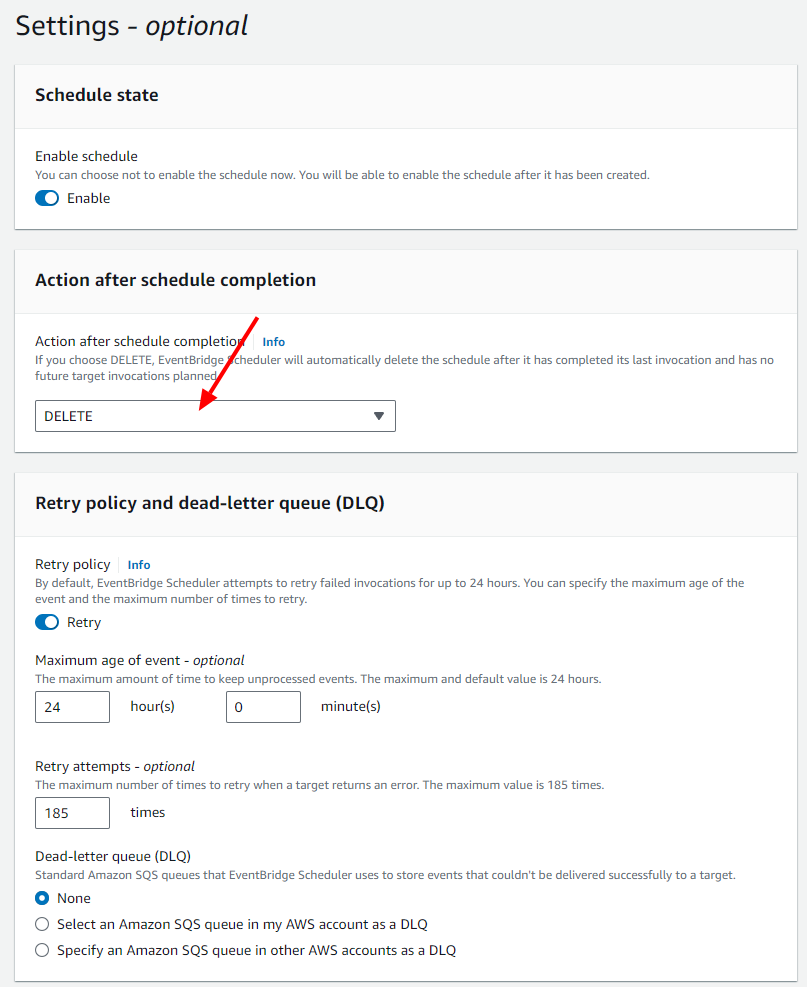 Settings - optional
Schedule state
Enable schedule
You can choose not to enable the schedule now. You will be able to enable the schedule after it has been created.
Enable
Action after schedule completion
Action after schedule completion Info
If you choose DELETE, EventBridge Scheduler will automatically delete the schedule after it has completed its last invocation and has no
future target invocations planned.
DELETE
Retry policy and dead-letter queue (DLQ)
Retry policy Info
By default, EventBridge Scheduler attempts to retry failed invocations for up to 24 hours. You can specify the maximum age of the
event and the maximum number of times to retry.
Retry
Maximum age of event - optional
The maximum amount of time to keep unprocessed events. The maximum and default value is 24 hours.
24 hour(s) 0 minute(s)
Retry attempts - optional
The maximum number of times to retry when a target returns an error. The maximum value is 185 times.
185 times
Dead-letter queue (DLQ)
Standard Amazon SQS queues that EventBridge Scheduler uses to store events that couldn't be delivered successfully to a target.
None
Select an Amazon SQS queue in my AWS account as a DLQ
Specify an Amazon SQS queue in other AWS accounts as a DLQ